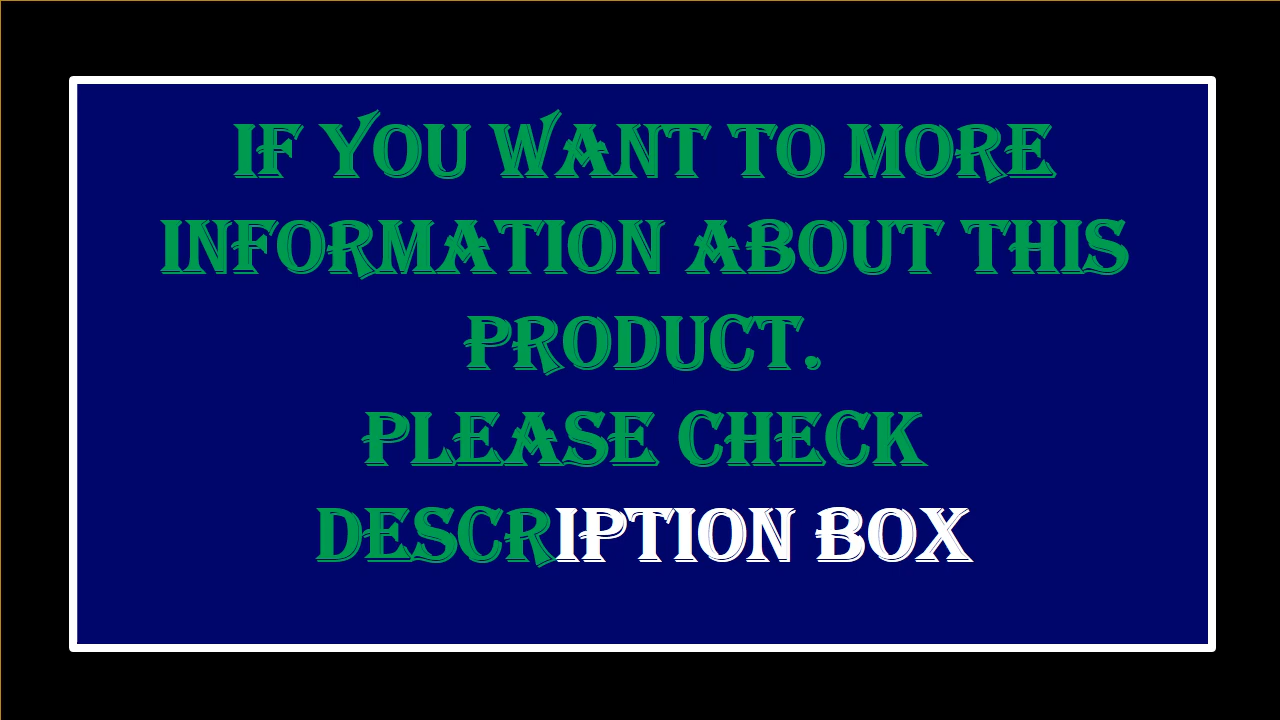 IF YOU WANT TO MORE
INFORMATION ABOUT THIS
PRODUCT.
PLEASE CHECK
DESCRIPTION BOX